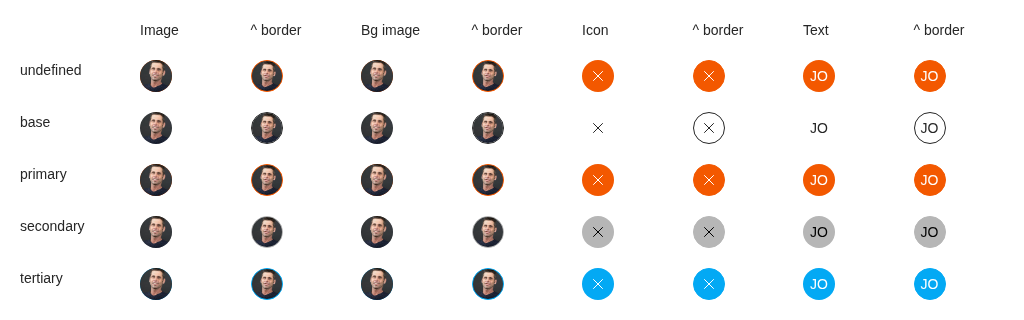 Image ^ border Bg image ^ border Icon ^ border Text ^ border
undefined JO JO
base JO JO
primary JO JO
secondary JO JO
tertiary JO JO